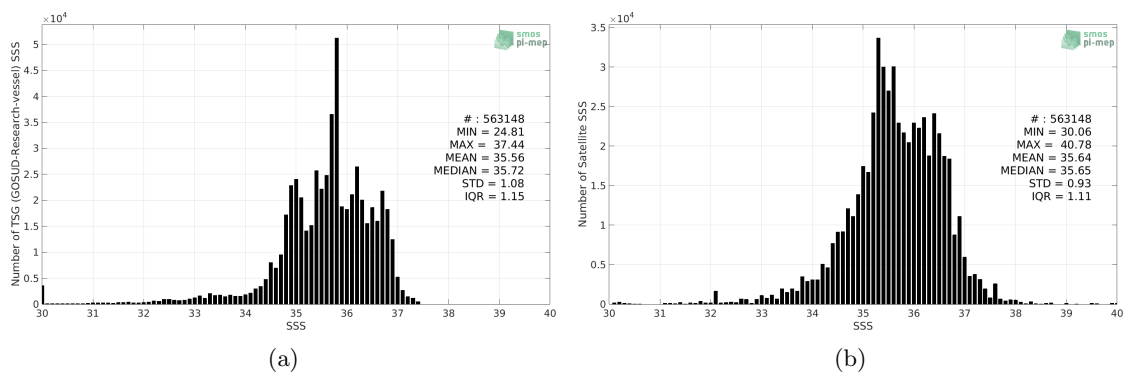 ×10⁴
5
4.5
4
3.5
3
2.5
2
1.5
1
0.5
0
Number of TSG (GOSUD-Research-vessel) SSS
smos
pi-mep
# : 563148
MIN = 24.81
MAX = 37.44
MEAN = 35.56
MEDIAN = 35.72
STD = 1.08
IQR = 1.15
30 31 32 33 34 35 36 37 38 39 40
SSS
(a)
×10⁴
3.5
3
2.5
2
1.5
1
0.5
0
Number of Satellite SSS
smos
pi-mep
# : 563148
MIN = 30.06
MAX = 40.78
MEAN = 35.64
MEDIAN = 35.65
STD = 0.93
IQR = 1.11
30 31 32 33 34 35 36 37 38 39 40
SSS
(b)